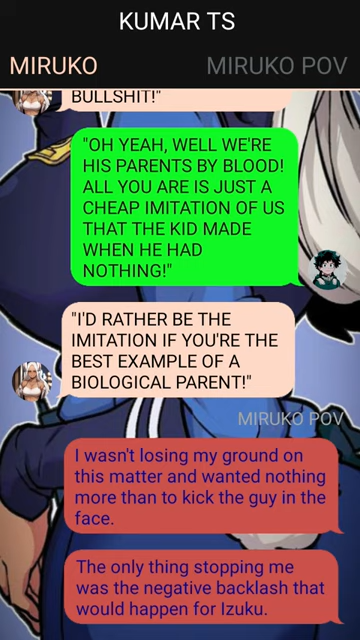 KUMAR TS
MIRUKO
MIRUKO POV
BULLSHIT!"
"OH YEAH, WELL WE'RE
HIS PARENTS BY BLOOD!
ALL YOU ARE IS JUST A
CHEAP IMITATION OF US
THAT THE KID MADE
WHEN HE HAD
NOTHING!"
"I'D RATHER BE THE
IMITATION IF YOU'RE THE
BEST EXAMPLE OF A
BIOLOGICAL PARENT!"
MIRUKO POV
I wasn't losing my ground on
this matter and wanted nothing
more than to kick the guy in the
face.
The only thing stopping me
was the negative backlash that
would happen for Izuku.